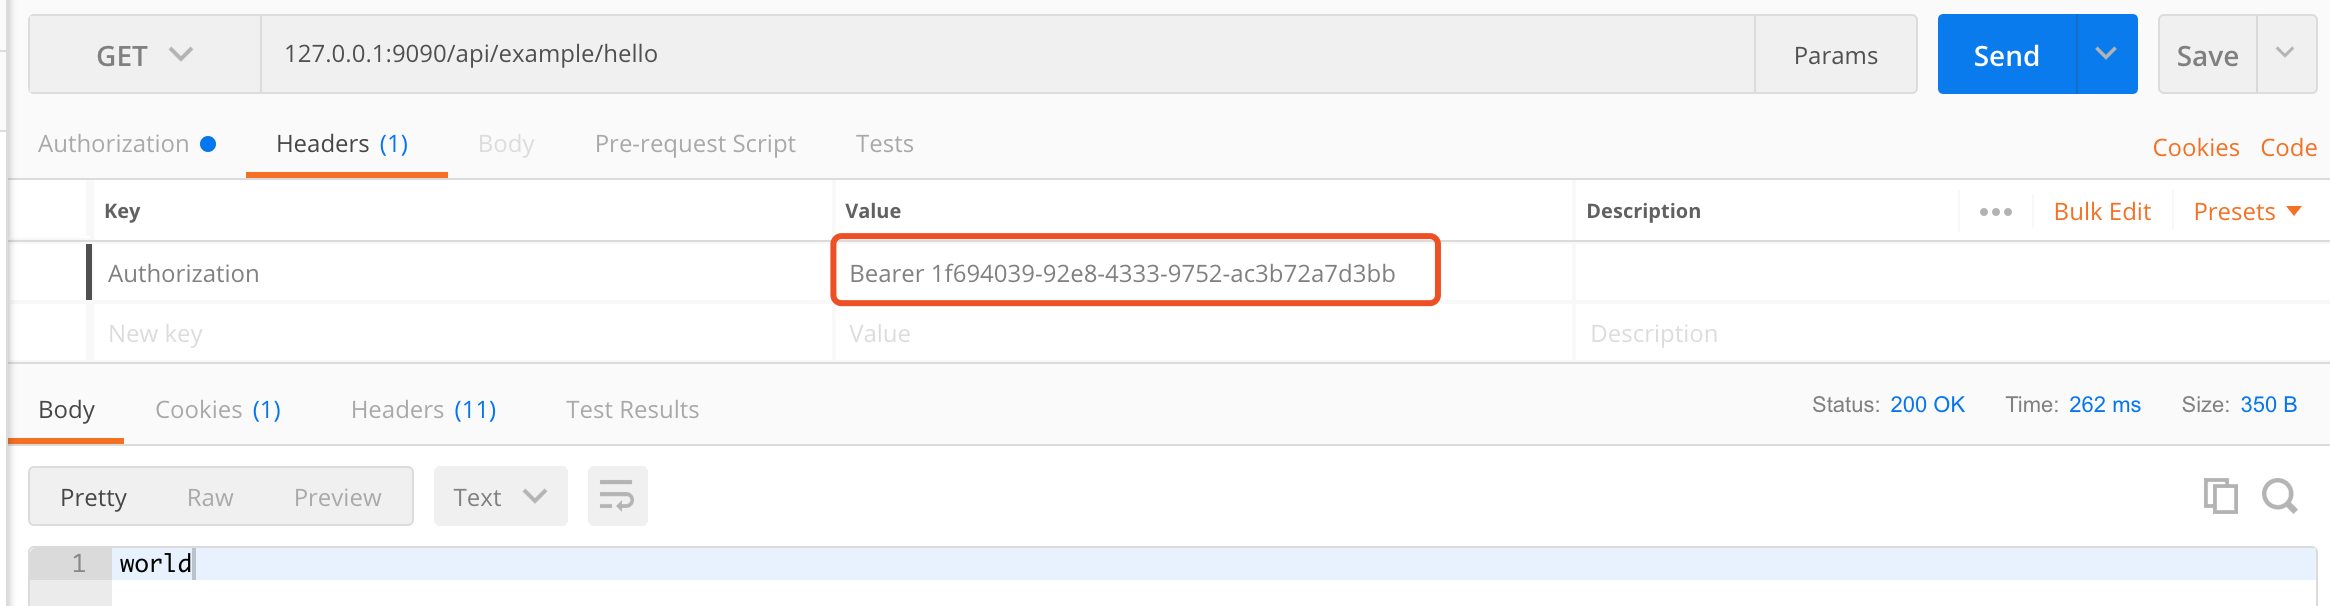 GET 127.0.0.1:9090/api/example/hello Params Send Save
Authorization Headers (1) Body Pre-request Script Tests Cookies Code
Key Value Description ••• Bulk Edit Presets
Authorization Bearer 1f694039-92e8-4333-9752-ac3b72a7d3bb
New key Value Description
Body Cookies (1) Headers (11) Test Results Status: 200 OK Time: 262 ms Size: 350 B
Pretty Raw Preview Text
1 world